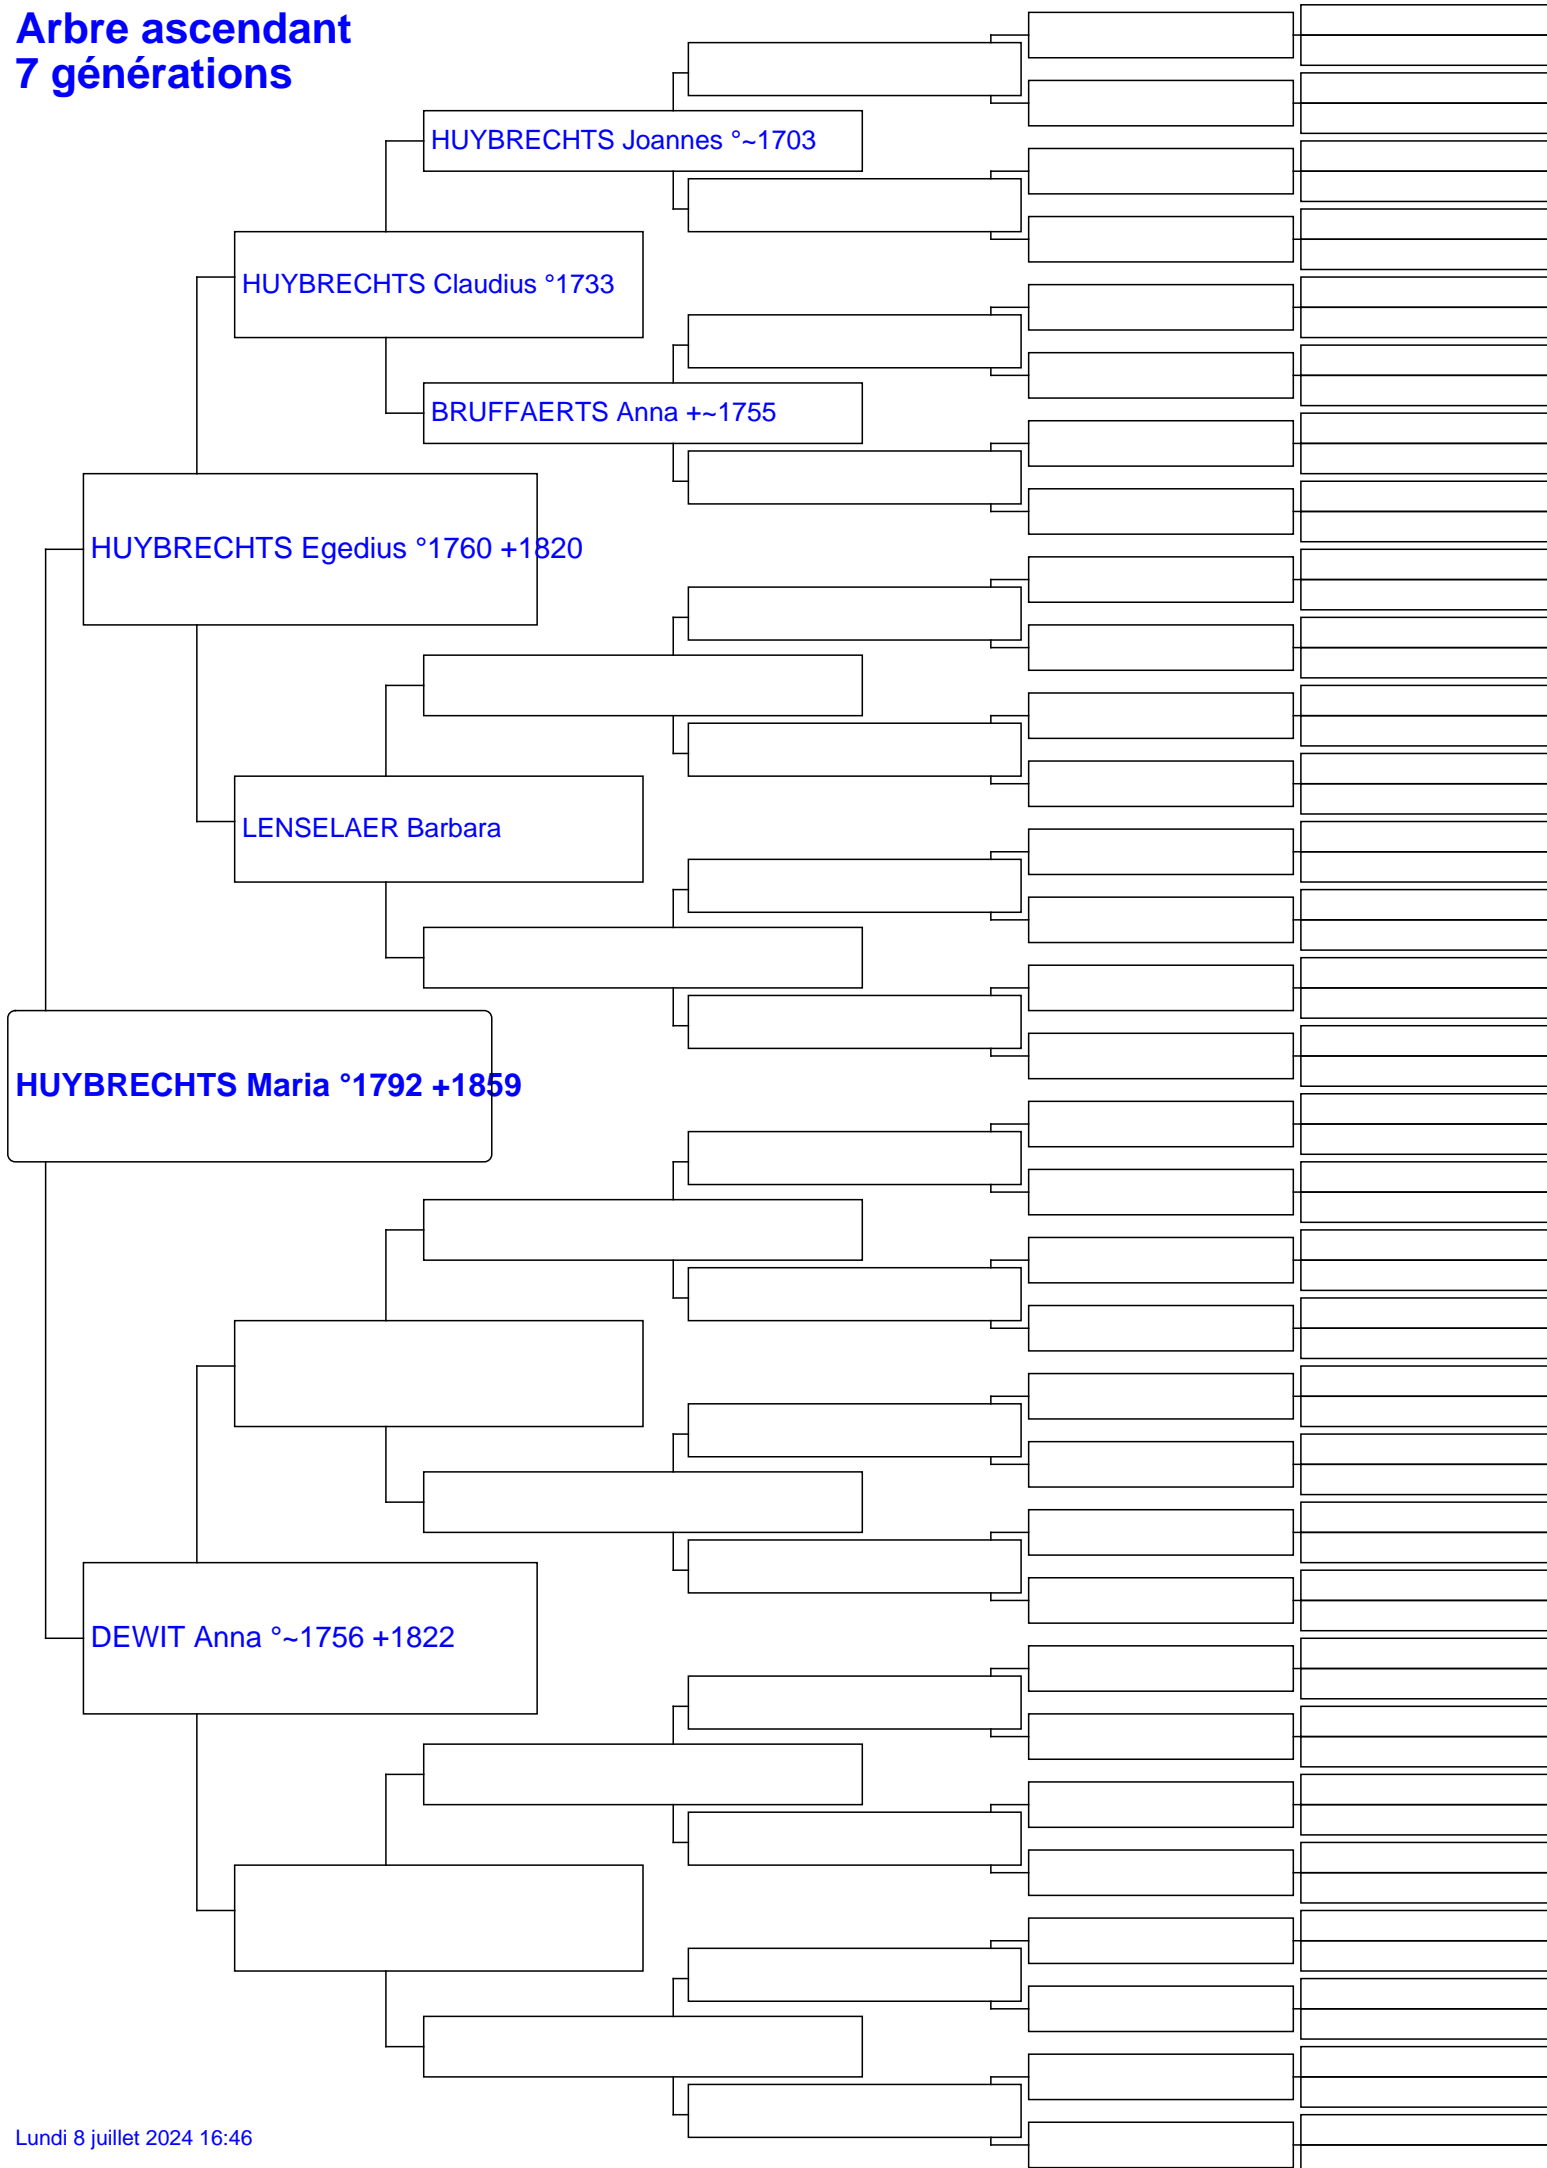 Arbre ascendant
7 générations
HUYBRECHTS Joannes °~1703
HUYBRECHTS Claudius °1733
BRUFFAERTS Anna +~1755
HUYBRECHTS Egedius °1760 +1820
LENSELAER Barbara
HUYBRECHTS Maria °1792 +1859
DEWIT Anna °~1756 +1822
Lundi 8 juillet 2024 16:46